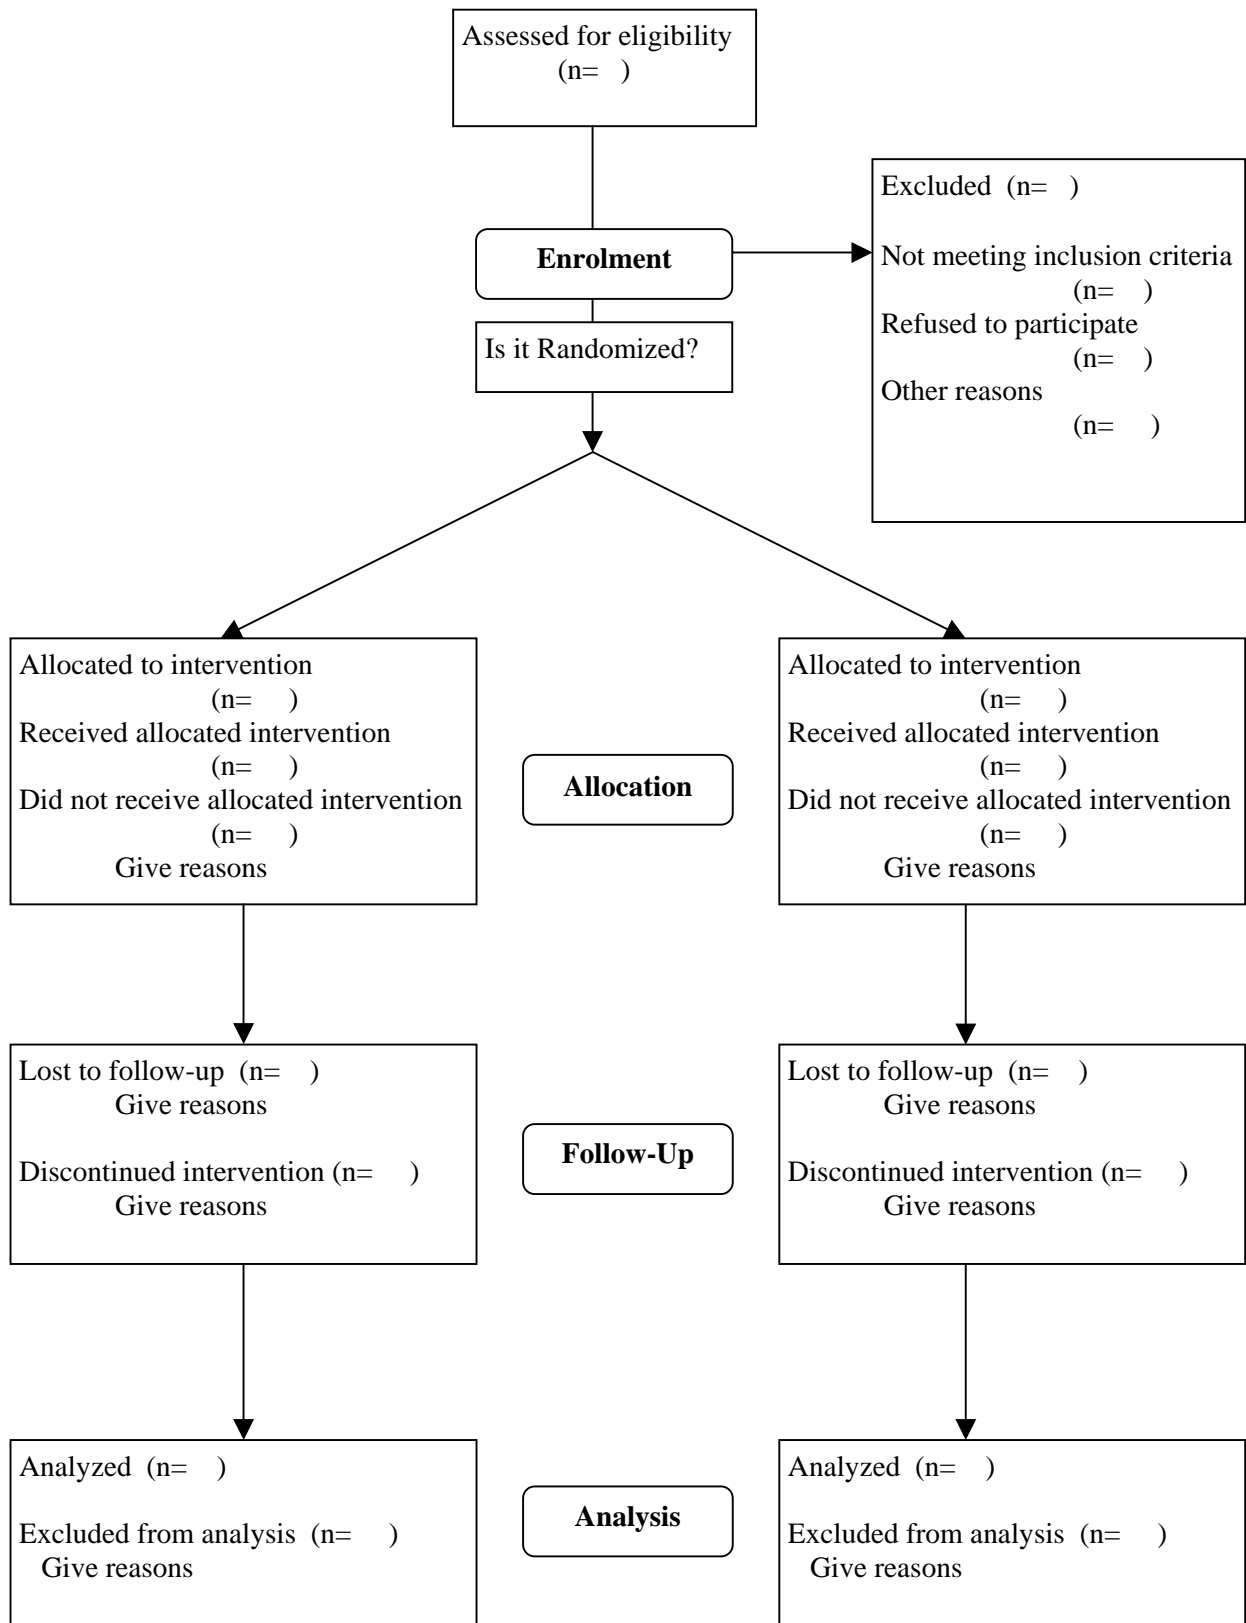 Assessed for eligibility
(n= )
Excluded (n= )
Enrolment
Not meeting inclusion criteria
(n= )
Refused to participate
(n= )
Other reasons
(n= )
Is it Randomized?
Allocated to intervention
(n= )
Received allocated intervention
(n= )
Did not receive allocated intervention
(n= )
Give reasons
Allocation
Allocated to intervention
(n= )
Received allocated intervention
(n= )
Did not receive allocated intervention
(n= )
Give reasons
Lost to follow-up (n= )
Give reasons
Discontinued intervention (n= )
Give reasons
Follow-Up
Lost to follow-up (n= )
Give reasons
Discontinued intervention (n= )
Give reasons
Analyzed (n= )
Excluded from analysis (n= )
Give reasons
Analysis
Analyzed (n= )
Excluded from analysis (n= )
Give reasons